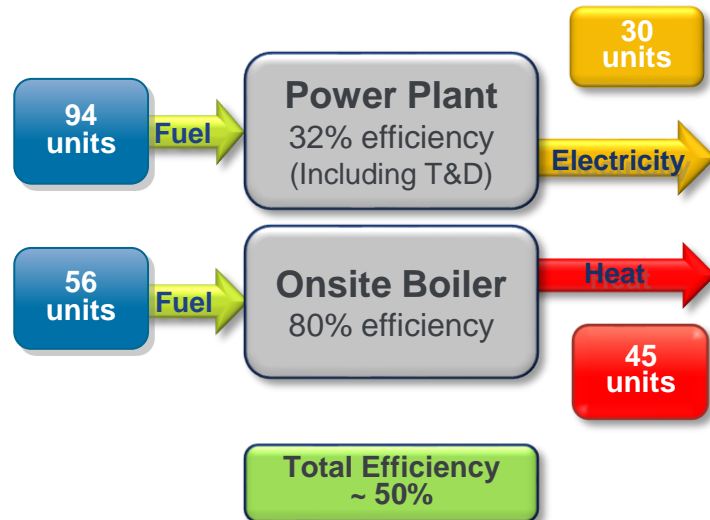 30
units
94
units
Fuel
Power Plant
32% efficiency
(Including T&D)
Electricity
56
units
Fuel
Onsite Boiler
80% efficiency
Heat
45
units
Total Efficiency
~ 50%